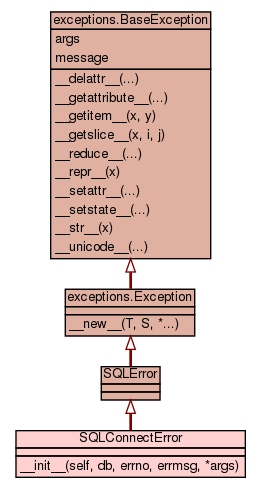 exceptions.BaseException
args
message
__delattr__(...)
__getattribute__(...)
__getitem__(x, y)
__getslice__(x, i, j)
__reduce__(...)
__repr__(x)
__setattr__(...)
__setstate__(...)
__str__(x)
__unicode__(...)
exceptions.Exception
__new__(T, S, *...)
SQLError
SQLConnectError
__init__(self, db, errno, errmsg, *args)